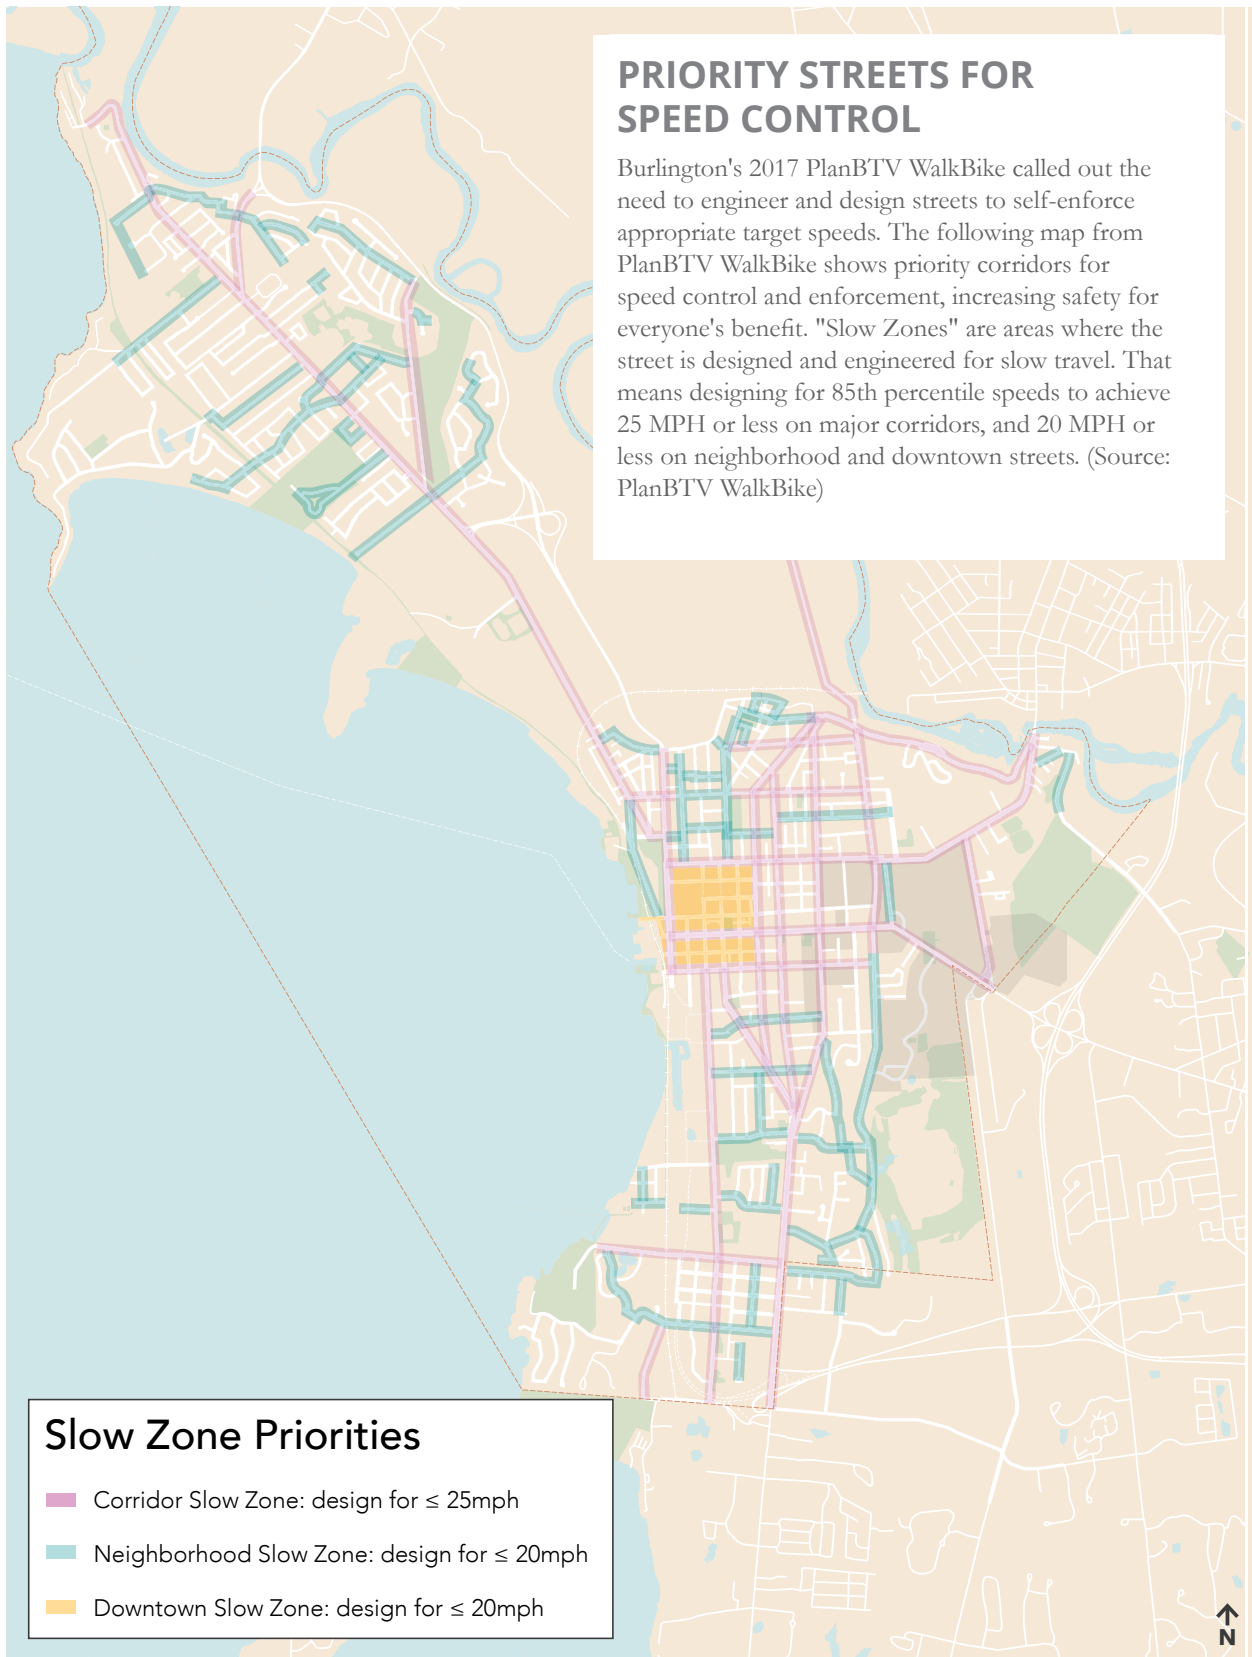 PRIORITY STREETS FOR
SPEED CONTROL
Burlington's 2017 PlanBTV WalkBike called out the
need to engineer and design streets to self-enforce
appropriate target speeds. The following map from
PlanBTV WalkBike shows priority corridors for
speed control and enforcement, increasing safety for
everyone's benefit. "Slow Zones" are areas where the
street is designed and engineered for slow travel. That
means designing for 85th percentile speeds to achieve
25 MPH or less on major corridors, and 20 MPH or
less on neighborhood and downtown streets. (Source:
PlanBTV WalkBike)
Slow Zone Priorities
Corridor Slow Zone: design for ≤ 25mph
Neighborhood Slow Zone: design for ≤ 20mph
Downtown Slow Zone: design for ≤ 20mph
N